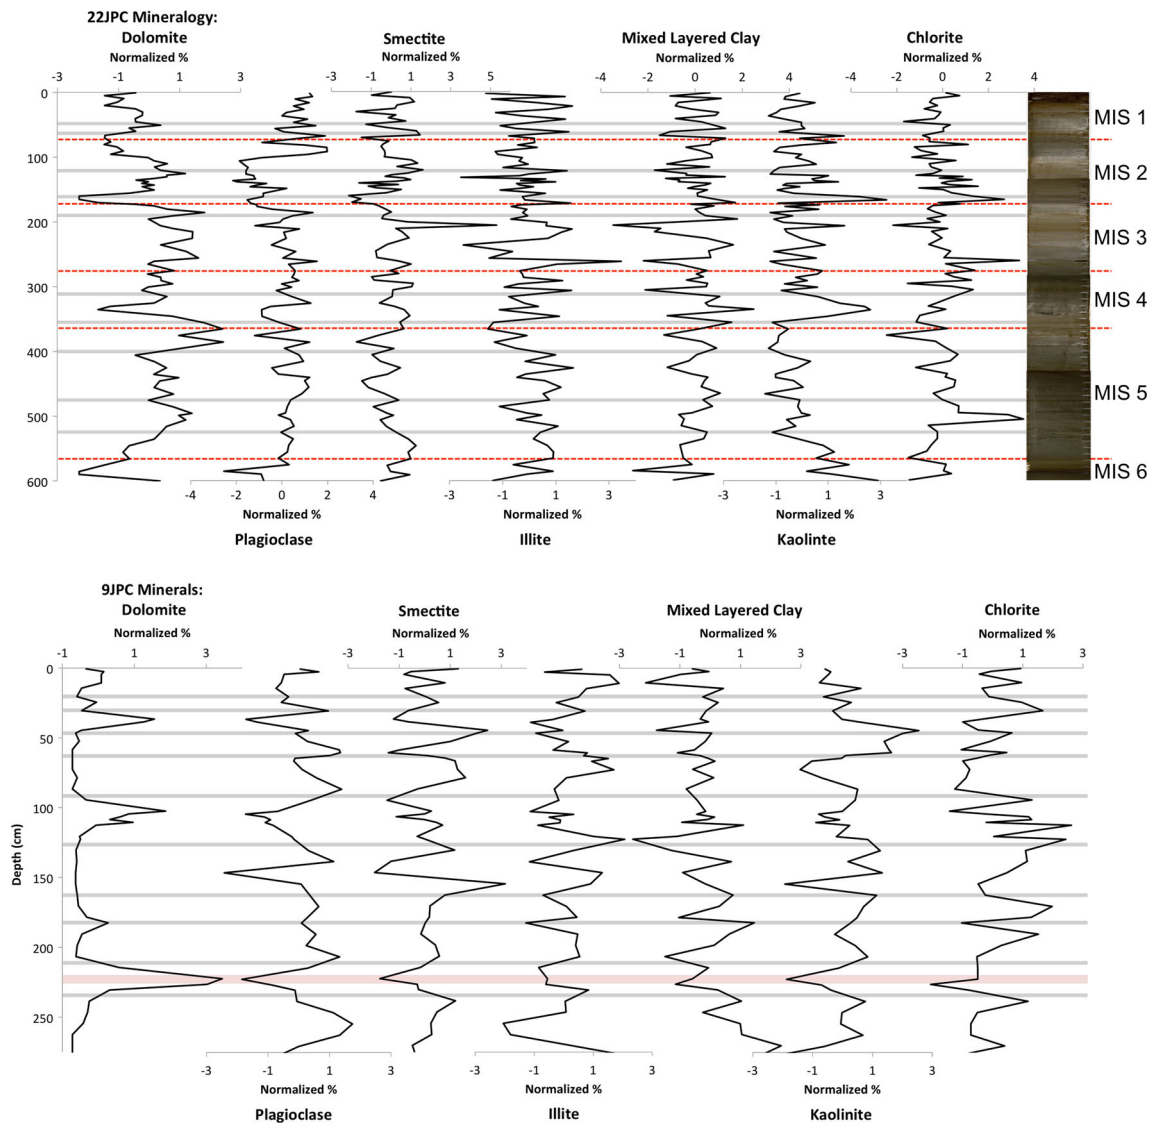 22JPC Mineralogy:
Dolomite Smectite Mixed Layered Clay Chlorite
Normalized % Normalized % Normalized % Normalized %
-3 -1 1 3 -1 1 5 -4 -2 0 2 4 -4 -2 0 2 4
0
100
200
300
400
500
600
MIS 1
MIS 2
MIS 3
MIS 4
MIS 5
MIS 6
-4 -2 0 2 4 -3 -1 1 3 -3 -1 1 3
Normalized % Normalized % Normalized %
Plagioclase Illite Kaolinte
9JPC Minerals:
Dolomite Smectite Mixed Layered Clay Chlorite
Normalized % Normalized % Normalized % Normalized %
-1 1 3 -3 -1 1 3 -3 -1 1 3 -3 -1 1 3
Depth (cm)
0
50
100
150
200
250
-3 -1 1 3 -3 -1 1 3 -3 -1 1 3
Normalized % Normalized % Normalized %
Plagioclase Illite Kaolinite